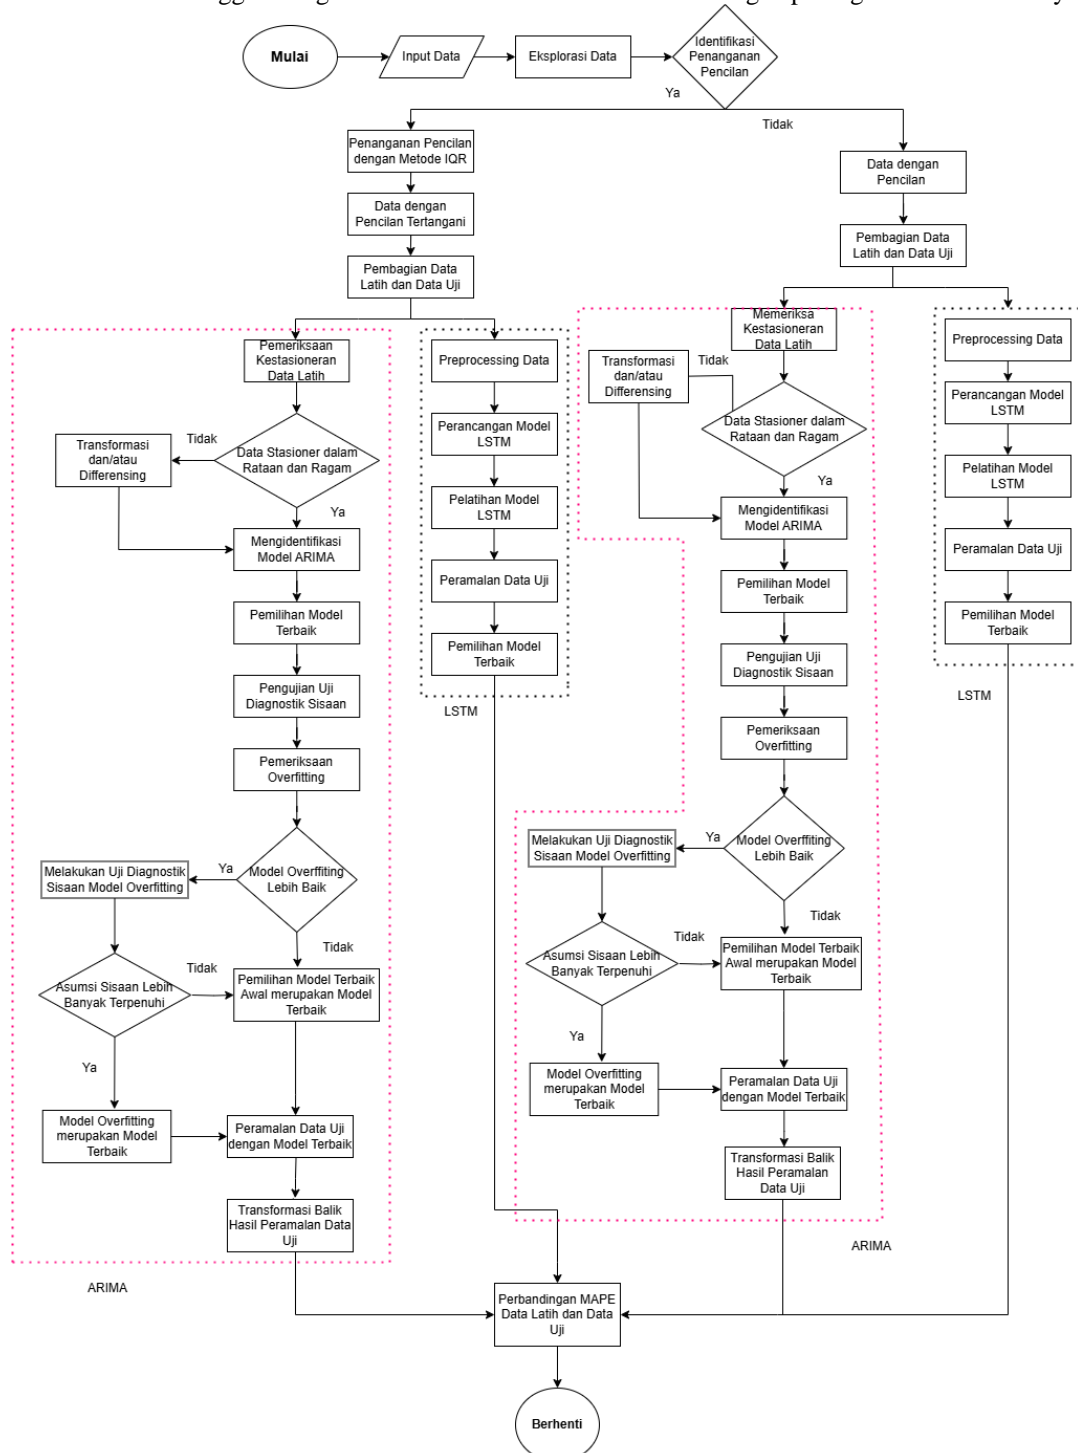 Mulai
Input Data
Eksplorasi Data
Identifikasi
Penanganan
Pencilan
Ya
Tidak
Penanganan Pencilan
dengan Metode IQR
Data dengan
Pencilan Tertangani
Pembagian Data
Latih dan Data Uji
Data dengan
Pencilan
Pembagian Data
Latih dan Data Uji
Pemeriksaan
Kestasioneran
Data Latih
Data Stasioner dalam
Rataan dan Ragam
Tidak
Transformasi
dan/atau
Differensing
Ya
Mengidentifikasi
Model ARIMA
Pemilihan Model
Terbaik
Pengujian Uji
Diagnostik Sisaan
Pemeriksaan
Overfitting
Model Overffiting
Lebih Baik
Ya
Melakukan Uji Diagnostik
Sisaan Model Overfitting
Tidak
Asumsi Sisaan Lebih
Banyak Terpenuhi
Tidak
Pemilihan Model Terbaik
Awal merupakan Model
Terbaik
Ya
Model Overfitting
merupakan Model
Terbaik
Peramalan Data Uji
dengan Model Terbaik
Transformasi Balik
Hasil Peramalan Data
Uji
ARIMA
Preprocessing Data
Perancangan Model
LSTM
Pelatihan Model
LSTM
Peramalan Data Uji
Pemilihan Model
Terbaik
LSTM
Memeriksa
Kestasioneran
Data Latih
Tidak
Transformasi
dan/atau
Differensing
Data Stasioner dalam
Rataan dan Ragam
Ya
Mengidentifikasi
Model ARIMA
Pemilihan Model
Terbaik
Pengujian Uji
Diagnostik Sisaan
Pemeriksaan
Overfitting
Model Overffiting
Lebih Baik
Ya
Melakukan Uji Diagnostik
Sisaan Model Overfitting
Tidak
Asumsi Sisaan Lebih
Banyak Terpenuhi
Tidak
Pemilihan Model Terbaik
Awal merupakan Model
Terbaik
Ya
Model Overfitting
merupakan Model
Terbaik
Peramalan Data Uji
dengan Model Terbaik
Transformasi Balik
Hasil Peramalan
Data Uji
ARIMA
Preprocessing Data
Perancangan Model
LSTM
Pelatihan Model
LSTM
Peramalan Data Uji
Pemilihan Model
Terbaik
LSTM
Perbandingan MAPE
Data Latih dan Data
Uji
Berhenti